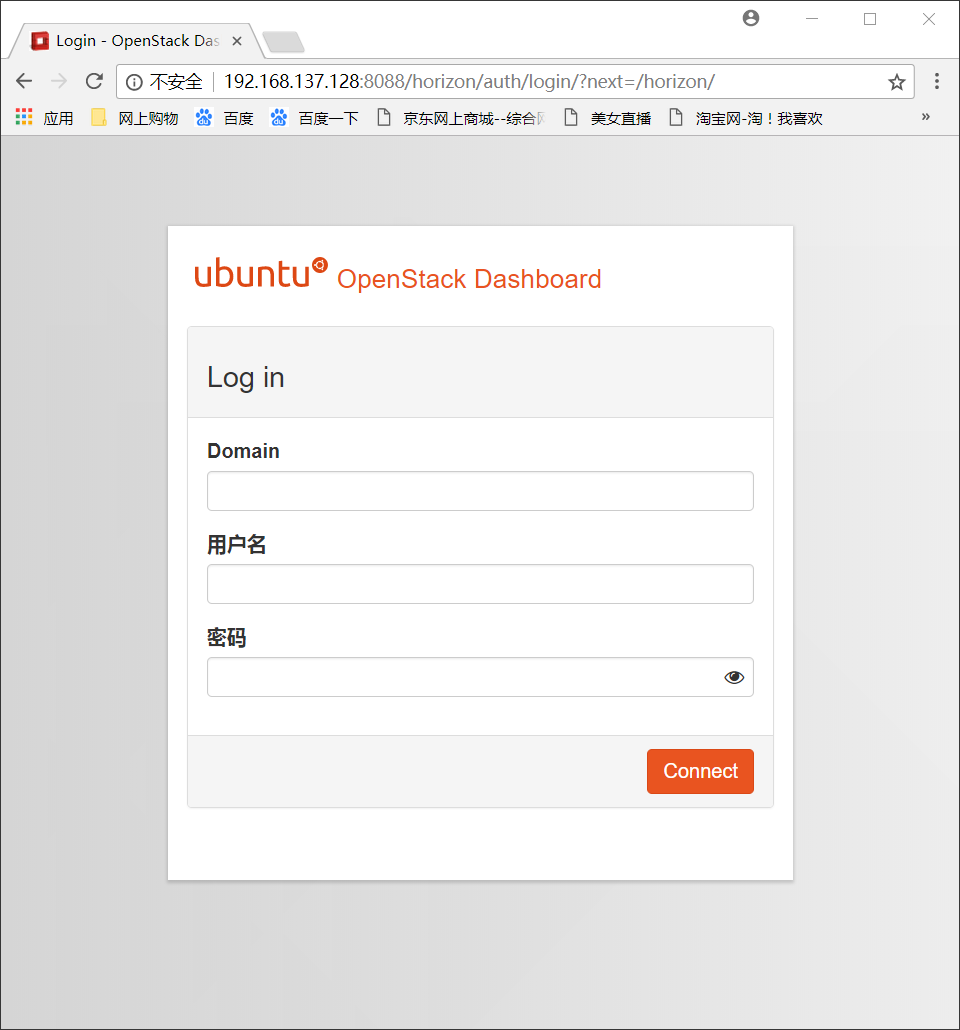 Login - OpenStack Das
不安全 192.168.137.128:8088/horizon/auth/login/?next=/horizon/
应用 网上购物 百度 百度一下 京东网上商城--综合 美女直播 淘宝网-淘！我喜欢 »
ubuntu OpenStack Dashboard
Log in
Domain
用户名
密码
Connect